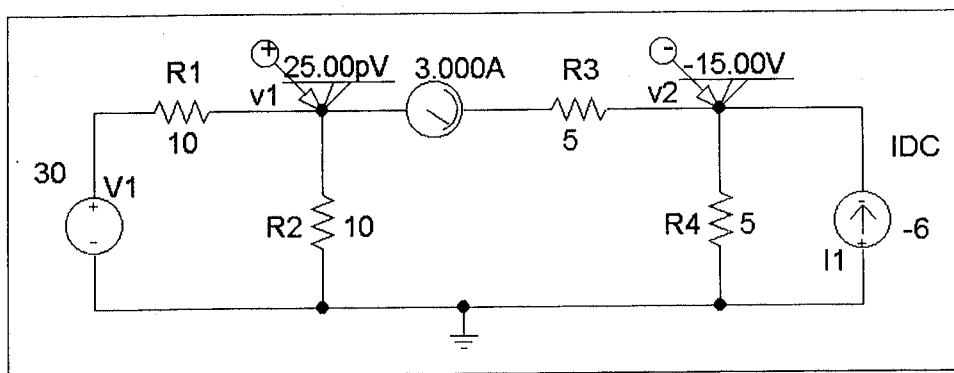 25.00pV
3.000A
-15.00V
R1
v1
R3
v2
10
5
IDC
30
V1
R2
10
R4
5
-6
I1